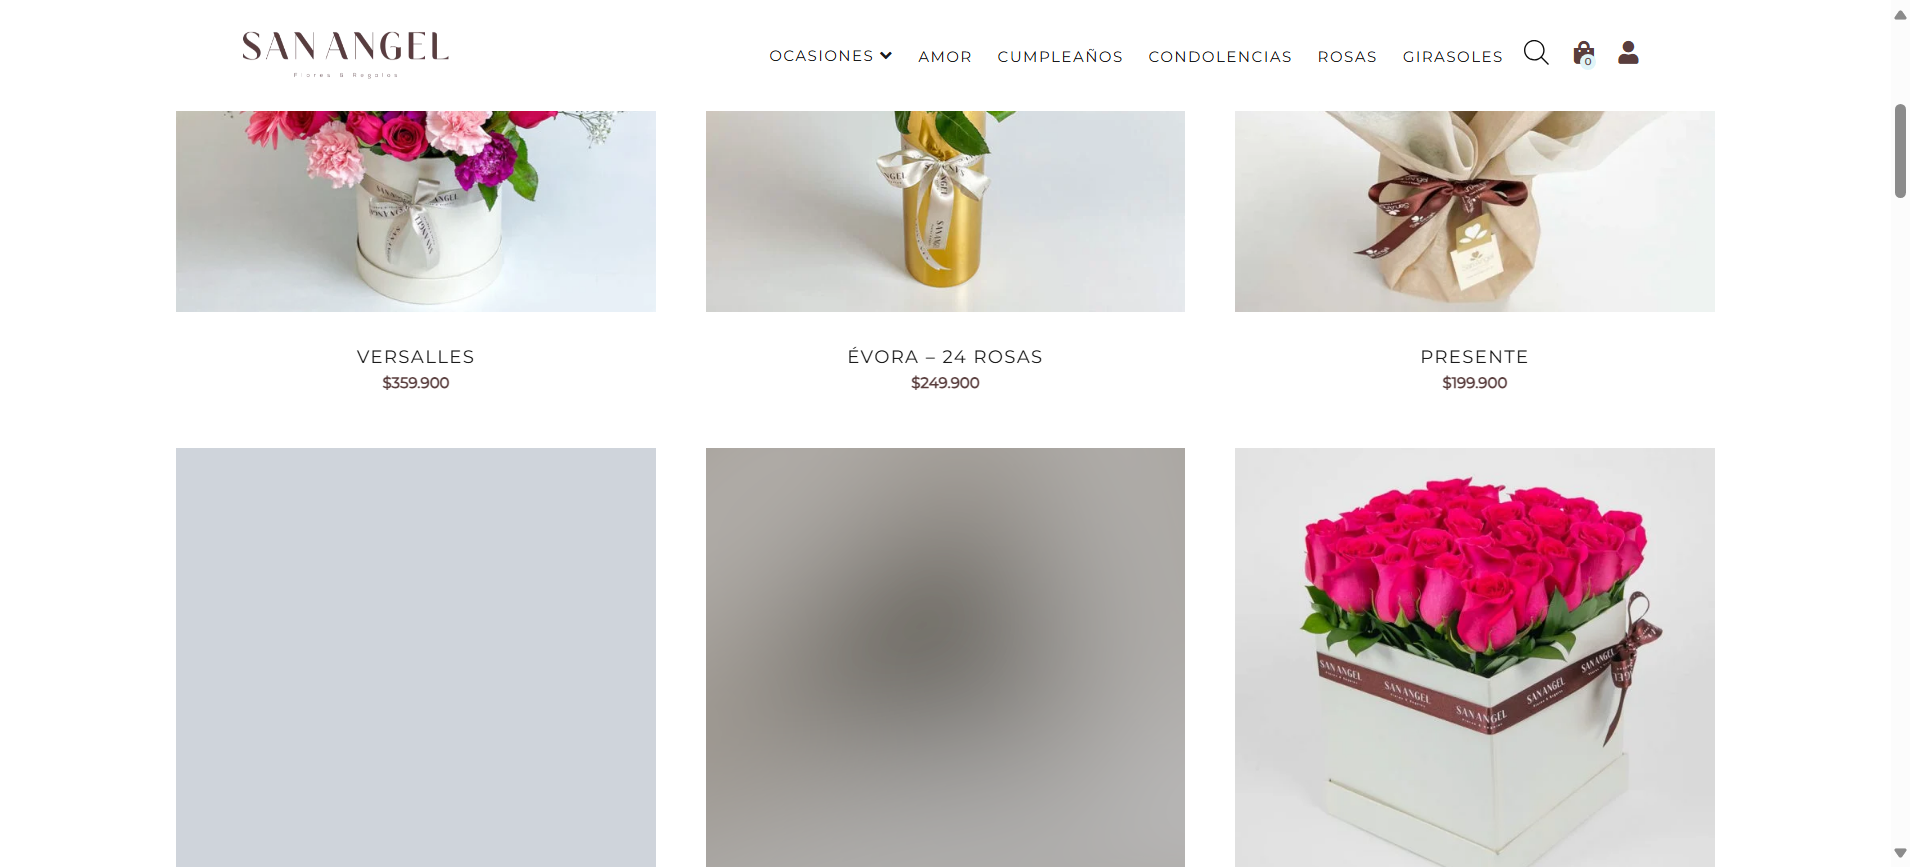 SAN ANGEL
Flores & Regalos
OCASIONES
AMOR
CUMPLEAÑOS
CONDOLENCIAS
ROSAS
GIRASOLES
0
VERSALLES
$359.900
ÉVORA – 24 ROSAS
$249.900
PRESENTE
$199.900
SAN ANGEL
SAN ANGEL
SAN ANGEL
SAN ANGEL
SAN ANGEL